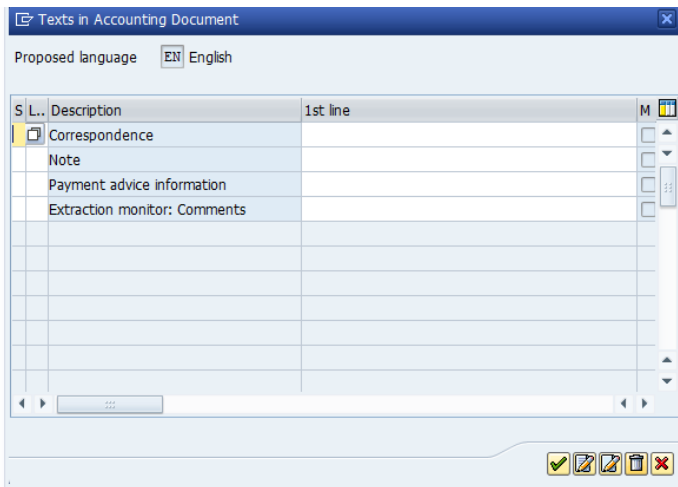 Texts in Accounting Document
Proposed language EN English
S L.. Description 1st line M
Correspondence
Note
Payment advice information
Extraction monitor: Comments